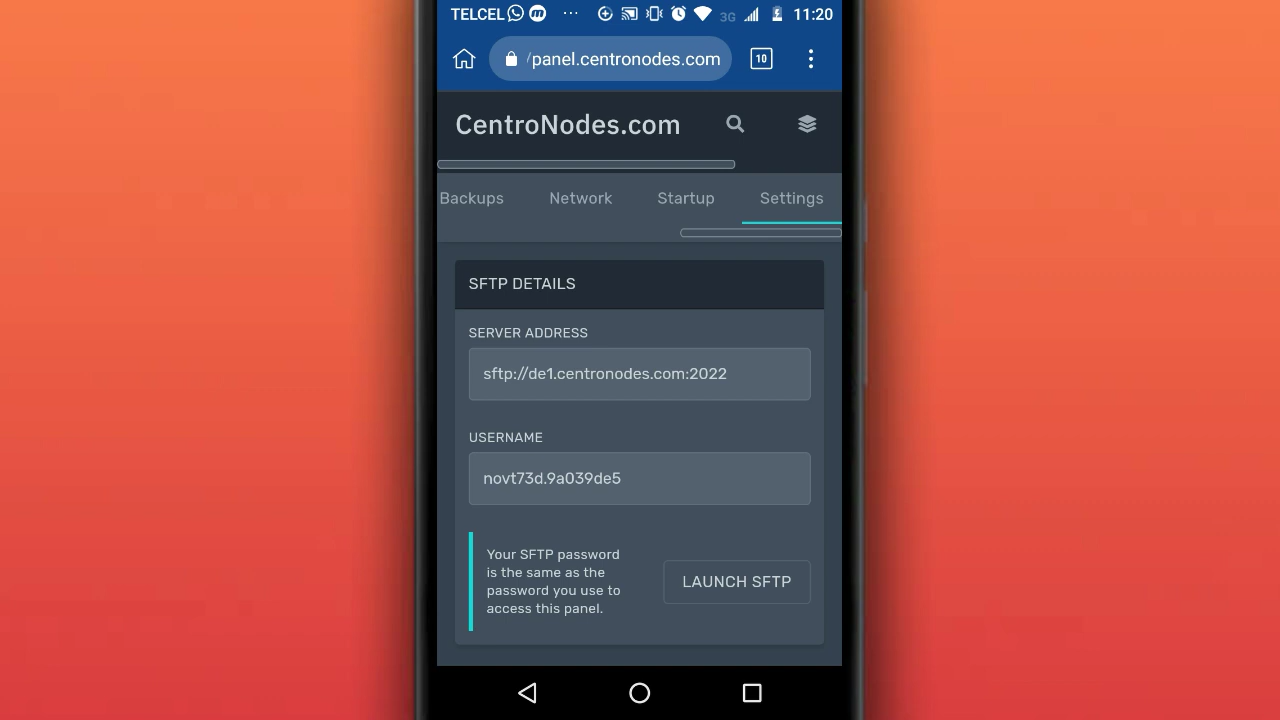 TELCEL ... 3G 11:20
/panel.centronodes.com 10
CentroNodes.com
Backups Network Startup Settings
SFTP DETAILS
SERVER ADDRESS
sftp://de1.centronodes.com:2022
USERNAME
novt73d.9a039de5
Your SFTP password
is the same as the
password you use to
access this panel.
LAUNCH SFTP